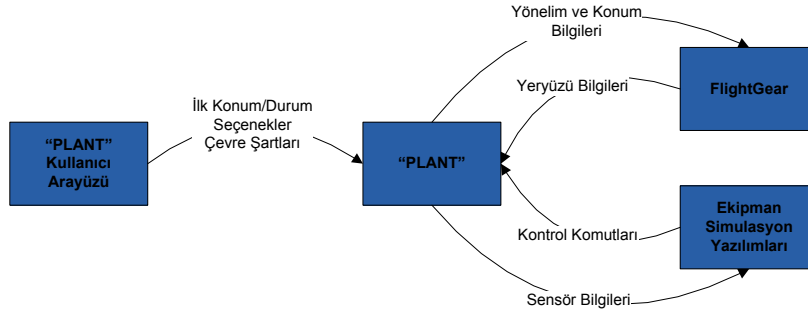 Yönelim ve Konum
Bilgileri
Yeryüzü Bilgileri
FlightGear
İlk Konum/Durum
Seçenekler
Çevre Şartları
“PLANT”
Kullanıcı
Arayüzü
“PLANT”
Ekipman
Simulasyon
Yazılımları
Kontrol Komutları
Sensör Bilgileri